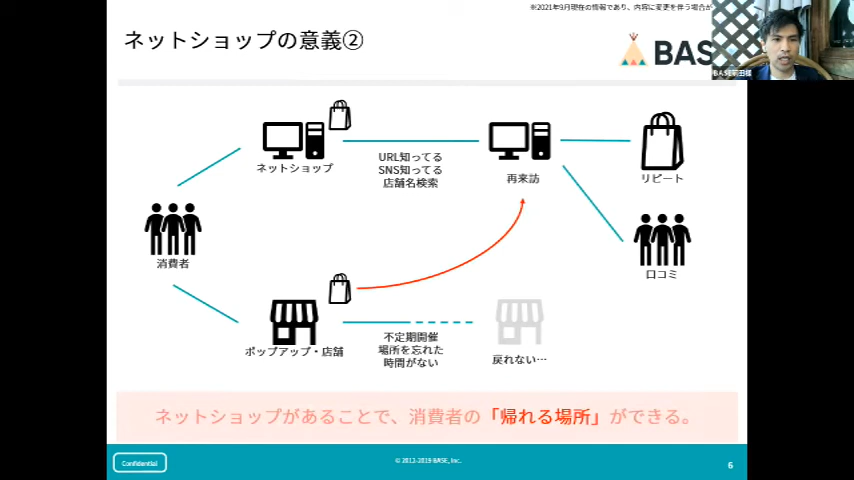 ※2021年9月現在の情報であり、内容に変更を伴う場合が
ネットショップの意義②
BAS
ネットショップ
URL知ってる
SNS知ってる
店舗名検索
再来訪
リピート
消費者
口コミ
ポップアップ・店舗
不定期開催
場所を忘れた
時間がない
戻れない…
ネットショップがあることで、消費者の「帰れる場所」ができる。
Confidential
© 2012-2019 BASE, Inc.
6